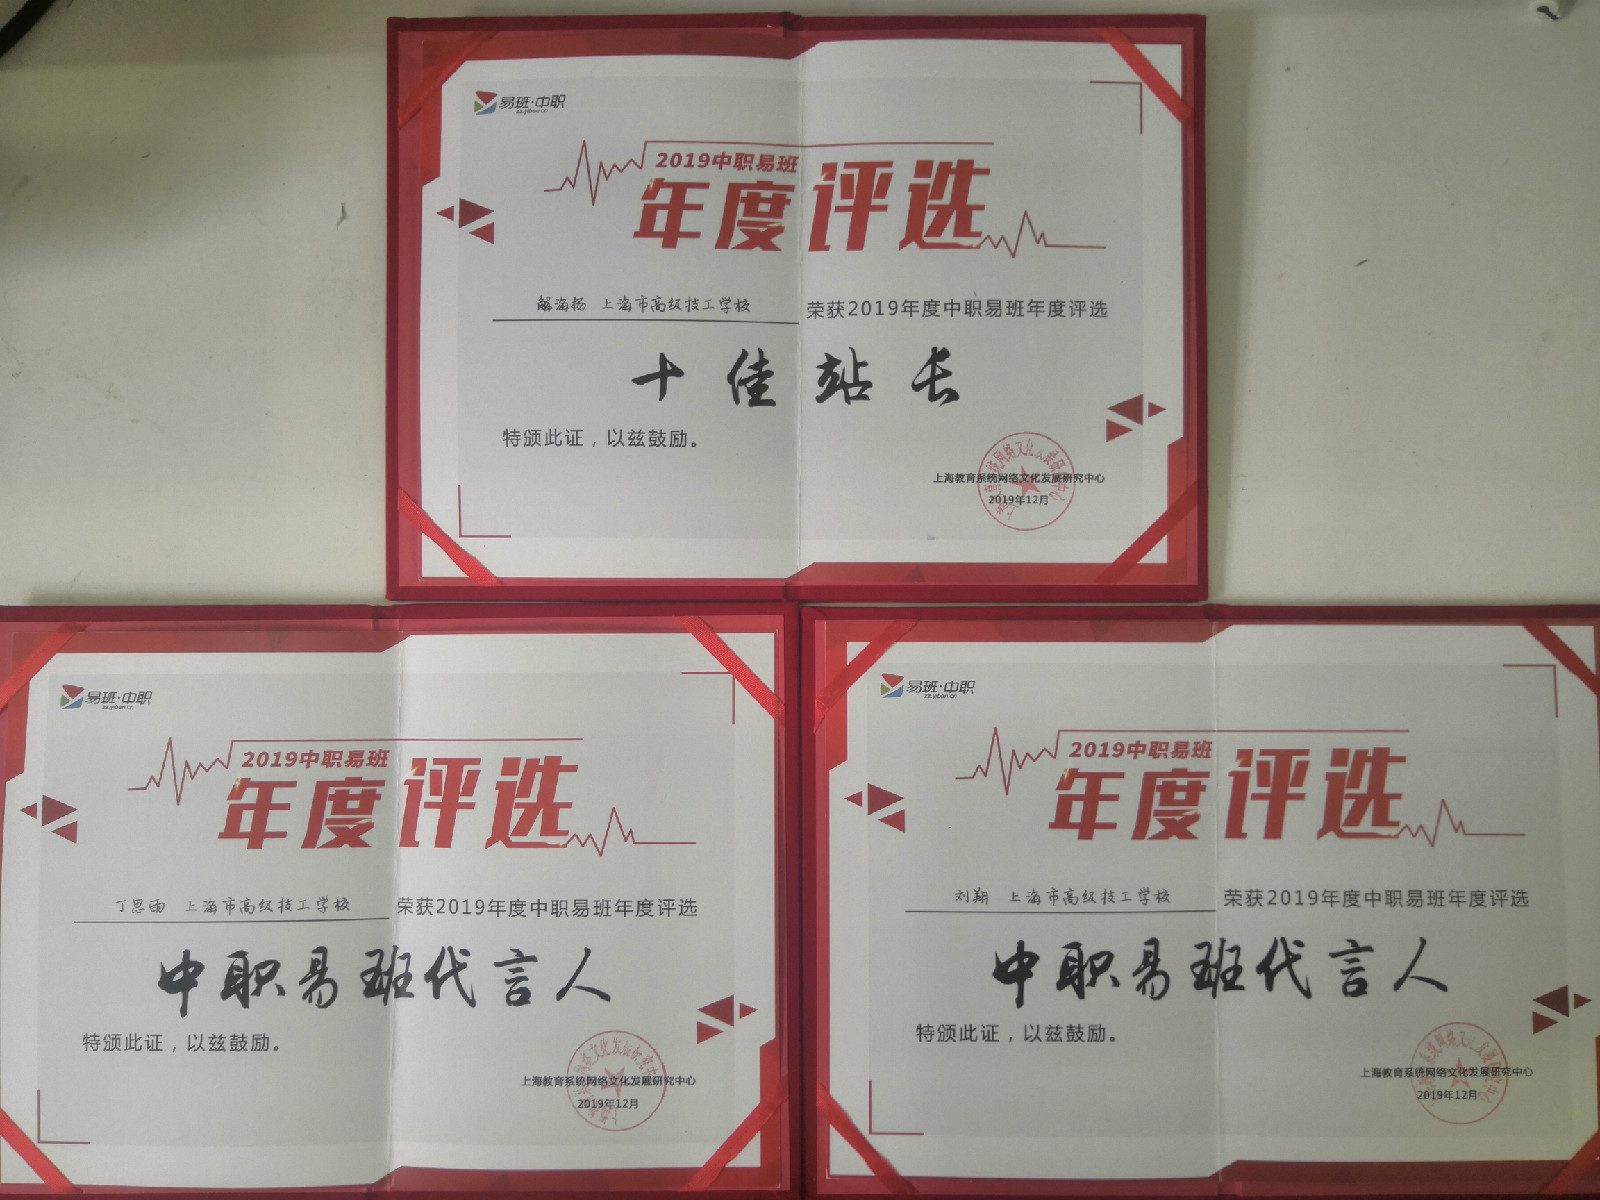 易班·中职
zz.yiban.cn
2019中职易班
年度评选
解海扬 上海市高级技工学校 荣获2019年度中职易班年度评选
十佳站长
特颁此证，以兹鼓励。
上海教育系统网络文化发展研究中心
2019年12月
易班·中职
zz.yiban.cn
2019中职易班
年度评选
丁思雨 上海市高级技工学校 荣获2019年度中职易班年度评选
中职易班代言人
特颁此证，以兹鼓励。
上海教育系统网络文化发展研究中心
2019年12月
易班·中职
zz.yiban.cn
2019中职易班
年度评选
刘翔 上海市高级技工学校 荣获2019年度中职易班年度评选
中职易班代言人
特颁此证，以兹鼓励。
上海教育系统网络文化发展研究中心
2019年12月